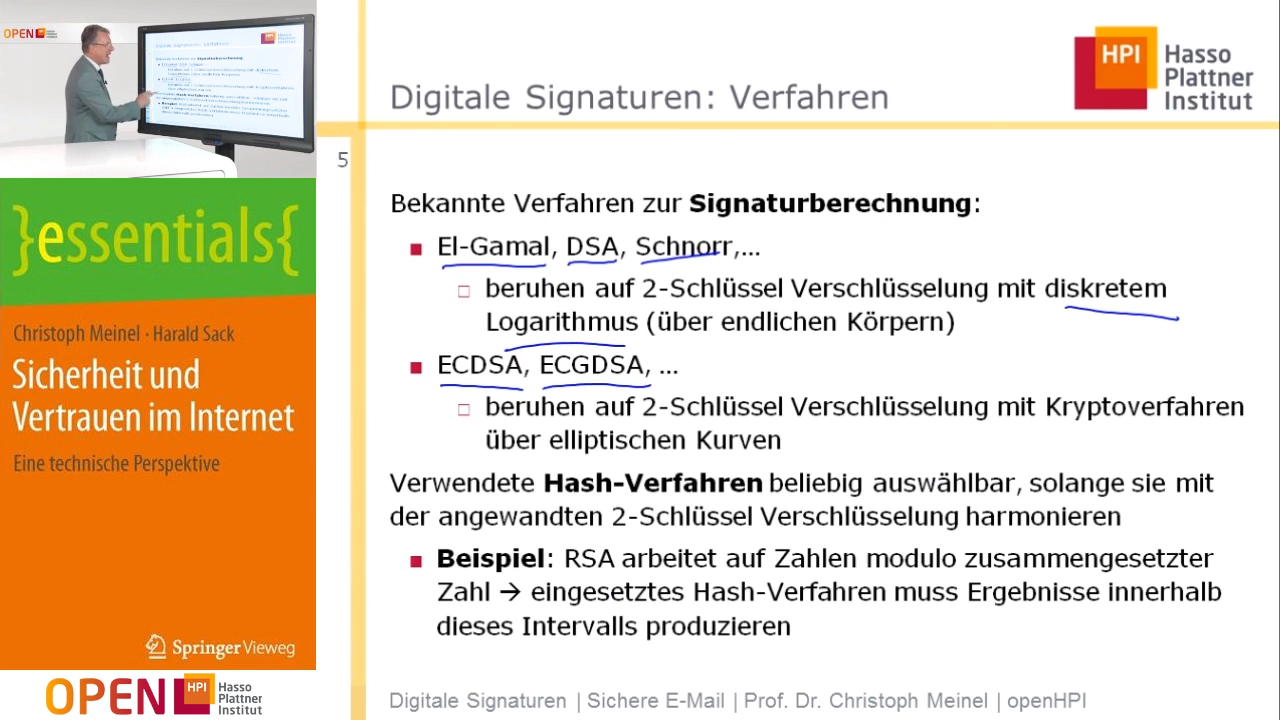 OPEN
Digitale Signaturen: Verfahren
HPI Hasso
Plattner
Institut
5
Bekannte Verfahren zur Signaturberechnung:
El-Gamal, DSA, Schnorr,...
beruhen auf 2-Schlüssel Verschlüsselung mit diskretem
Logarithmus (über endlichen Körpern)
ECDSA, ECGDSA, ...
beruhen auf 2-Schlüssel Verschlüsselung mit Kryptoverfahren
über elliptischen Kurven
Verwendete Hash-Verfahren beliebig auswählbar, solange sie mit
der angewandten 2-Schlüssel Verschlüsselung harmonieren
Beispiel: RSA arbeitet auf Zahlen modulo zusammengesetzter
Zahl → eingesetztes Hash-Verfahren muss Ergebnisse innerhalb
dieses Intervalls produzieren
Digitale Signaturen | Sichere E-Mail | Prof. Dr. Christoph Meinel | openHPI
}essentials{
Christoph Meinel · Harald Sack
Sicherheit und
Vertrauen im Internet
Eine technische Perspektive
Springer Vieweg
OPEN HPI Hasso
Plattner
Institut